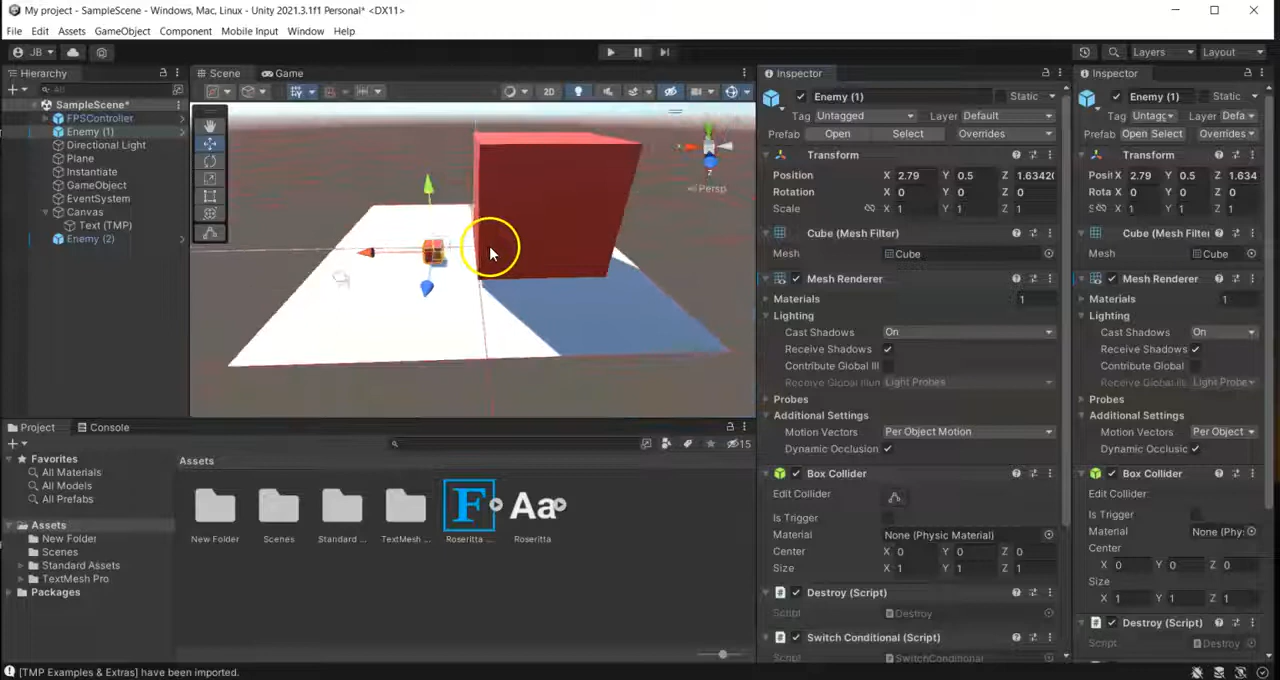 My project - SampleScene - Windows, Mac, Linux - Unity 2021.3.1f1 Personal* <DX11>
File Edit Assets GameObject Component Mobile Input Window Help
JB Layers Layout
Hierarchy
All
SampleScene*
FPSController
Enemy (1)
Directional Light
Plane
Instantiate
GameObject
EventSystem
Canvas
Text (TMP)
Enemy (2)
Scene Game
2D
z
Persp
Inspector
Enemy (1) Static
Tag Untagged Layer Default
Prefab Open Select Overrides
Transform
Position X 2.79 Y 0.5 Z 1.6342
Rotation X 0 Y 0 Z 0
Scale X 1 Y 1 Z 1
Cube (Mesh Filter)
Mesh Cube
Mesh Renderer
Materials 1
Lighting
Cast Shadows On
Receive Shadows
Contribute Global Ill
Receive Global Illun Light Probes
Probes
Additional Settings
Motion Vectors Per Object Motion
Dynamic Occlusion
Box Collider
Edit Collider
Is Trigger
Material None (Physic Material)
Center X 0 Y 0 Z 0
Size X 1 Y 1 Z 1
Destroy (Script)
Script Destroy
Switch Conditional (Script)
Script SwitchConditional
Inspector
Enemy (1) Static
Tag Untagg Layer Defa
Prefab Open Select Overrides
Transform
Posit X 2.79 Y 0.5 Z 1.634
Rota X 0 Y 0 Z 0
Sc X 1 Y 1 Z 1
Cube (Mesh Filter
Mesh Cube
Mesh Renderer
Materials 1
Lighting
Cast Shadows On
Receive Shadows
Contribute Global
Receive Global Ill Light Probe
Probes
Additional Settings
Motion Vectors Per Object
Dynamic Occlusion
Box Collider
Edit Collider
Is Trigger
Material None (Phy
Center
X 0 Y 0 Z 0
Size
X 1 Y 1 Z 1
Destroy (Script)
Script Destroy
Project Console
15
Favorites
All Materials
All Models
All Prefabs
Assets
New Folder
Scenes
Standard Assets
TextMesh Pro
Packages
Assets
F Aa
New Folder Scenes Standard ... TextMesh ... Roseritta ... Roseritta
[TMP Examples & Extras] have been imported.